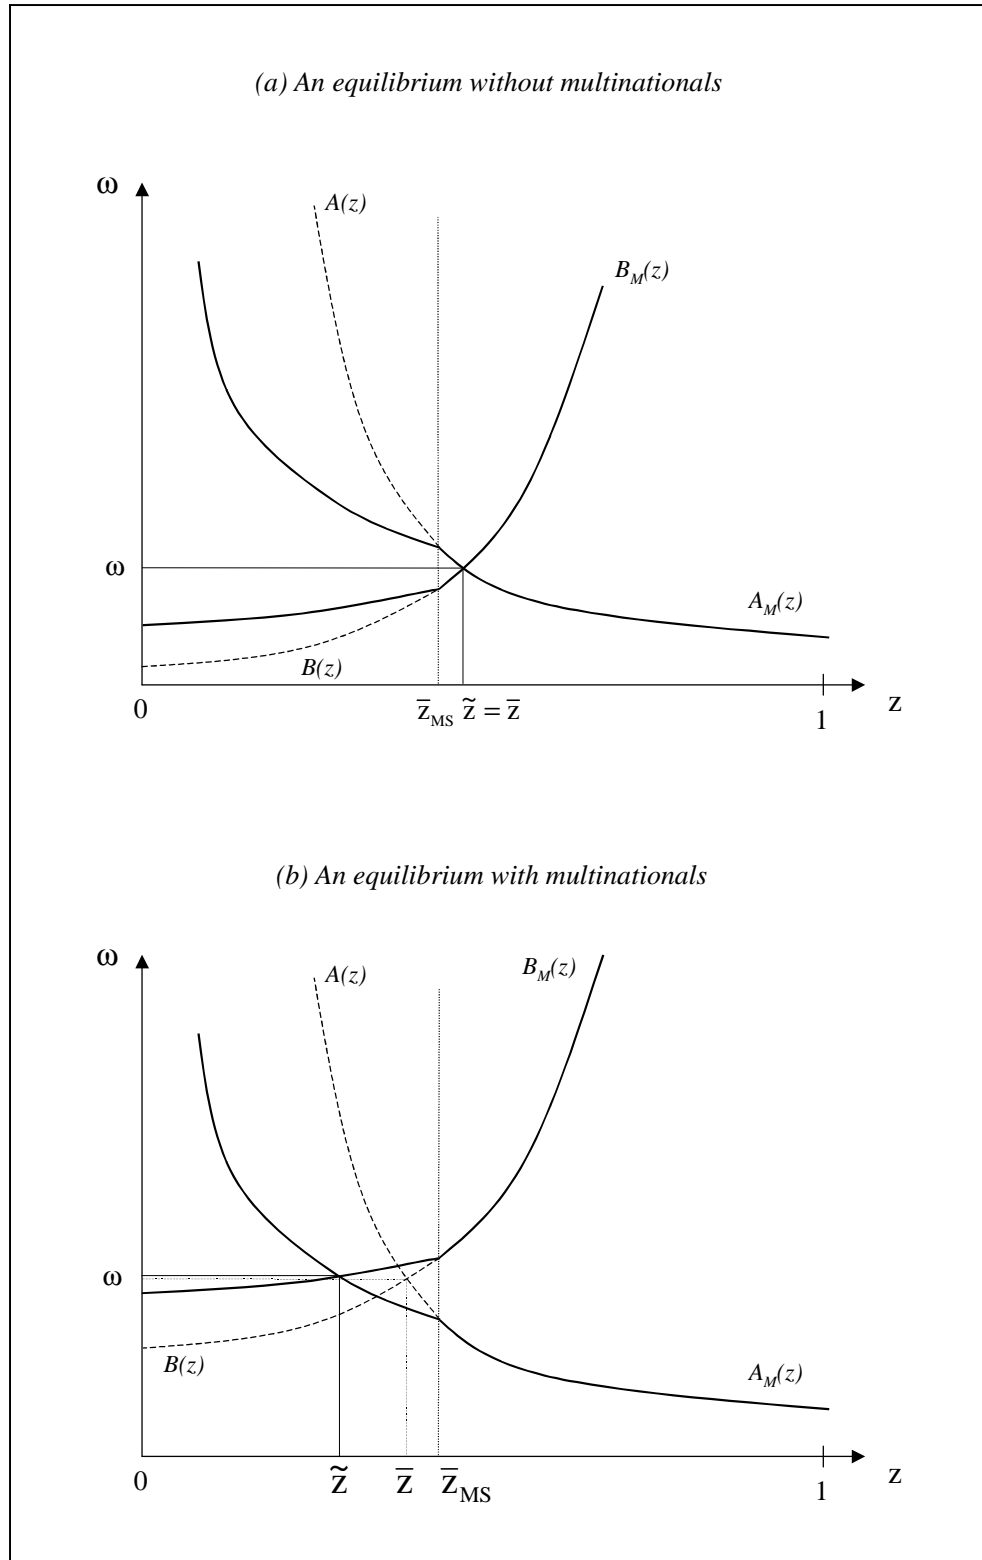 (a) An equilibrium without multinationals
ω
A(z)
B_M(z)
ω
A_M(z)
B(z)
0
z̅_MS z̃ = z̅
1
z
(b) An equilibrium with multinationals
ω
A(z)
B_M(z)
ω
B(z)
A_M(z)
0
z̃
z̅
z̅_MS
1
z